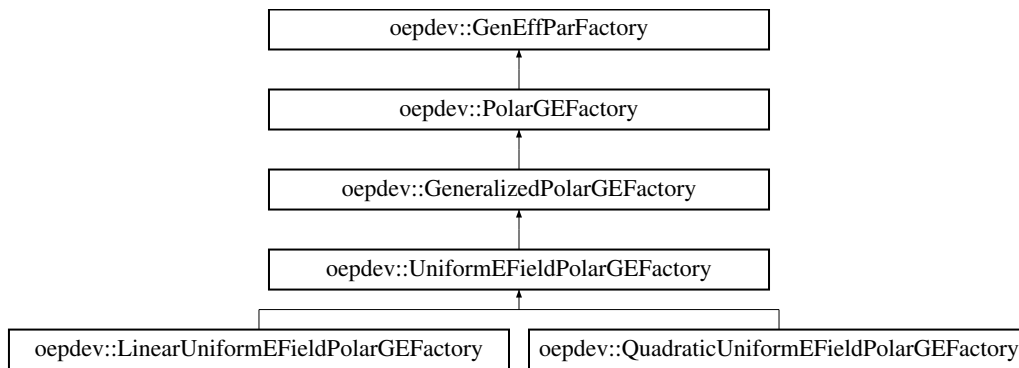 oepdev::GenEffParFactory
oepdev::PolarGEFactory
oepdev::GeneralizedPolarGEFactory
oepdev::UniformEFieldPolarGEFactory
oepdev::LinearUniformEFieldPolarGEFactory
oepdev::QuadraticUniformEFieldPolarGEFactory